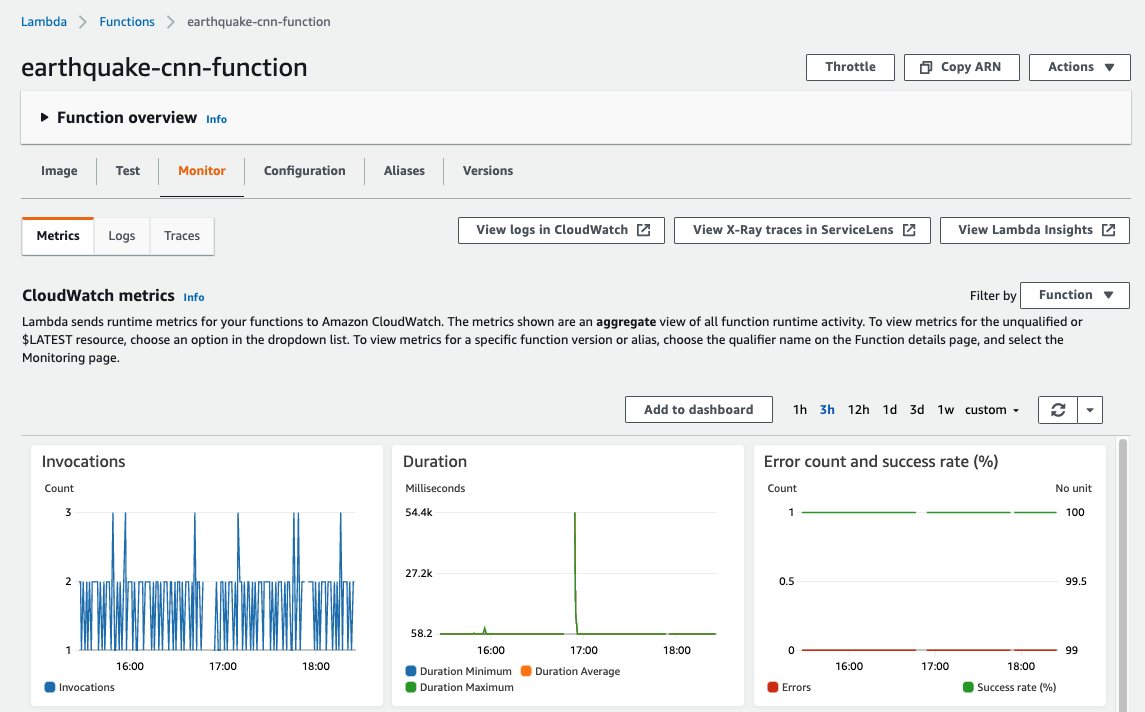 Lambda > Functions > earthquake-cnn-function
earthquake-cnn-function
Throttle Copy ARN Actions
Function overview Info
Image Test Monitor Configuration Aliases Versions
Metrics Logs Traces View logs in CloudWatch View X-Ray traces in ServiceLens View Lambda Insights
CloudWatch metrics Info Filter by Function
Lambda sends runtime metrics for your functions to Amazon CloudWatch. The metrics shown are an aggregate view of all function runtime activity. To view metrics for the unqualified or
$LATEST resource, choose an option in the dropdown list. To view metrics for a specific function version or alias, choose the qualifier name on the Function details page, and select the
Monitoring page.
Add to dashboard 1h 3h 12h 1d 3d 1w custom
Invocations
Count
3
2
1
16:00 17:00 18:00
Invocations
Duration
Milliseconds
54.4k
27.2k
58.2
16:00 17:00 18:00
Duration Minimum Duration Average
Duration Maximum
Error count and success rate (%)
Count No unit
1 100
0.5 99.5
0 99
16:00 17:00 18:00
Errors Success rate (%)